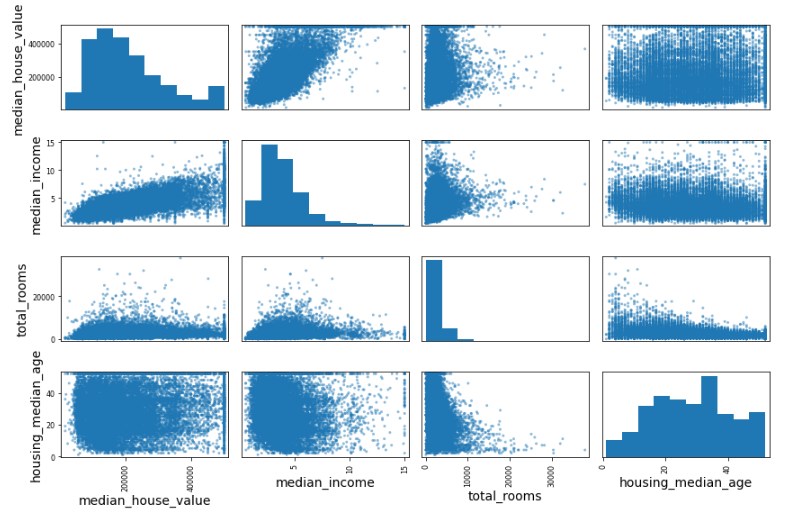 median_house_value
400000
200000
median_income
15
10
5
total_rooms
20000
0
housing_median_age
40
20
0
200000
400000
5
10
15
0
10000
20000
30000
0
20
40
median_house_value
median_income
total_rooms
housing_median_age